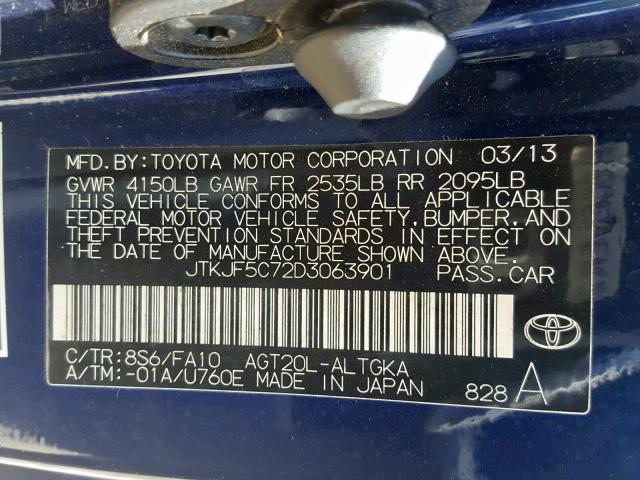 MFD.BY:TOYOTA MOTOR CORPORATION 03/13
GVWR 4150LB GAWR FR 2535LB RR 2095LB
THIS VEHICLE CONFORMS TO ALL APPLICABLE
FEDERAL MOTOR VEHICLE SAFETY, BUMPER, AND
THEFT PREVENTION STANDARDS IN EFFECT ON
THE DATE OF MANUFACTURE SHOWN ABOVE.
JTKJF5C72D3063901 PASS.CAR
C/TR:8S6/FA10 AGT20L-ALTGKA
A/TM:-01A/U760E MADE IN JAPAN
828 A